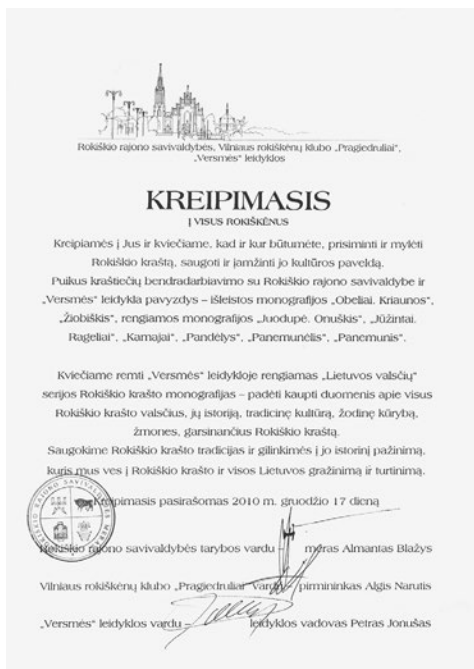 Rokiškio rajono savivaldybės, Vilniaus rokiškėnų klubo „Pragiedruliai“,
„Versmės“ leidyklos
KREIPIMASIS
Į VISUS ROKIŠKĖNUS
Kreipiamės į Jus ir kviečiame, kad ir kur būtumėte, prisiminti ir mylėti
Rokiškio kraštą, saugoti ir įamžinti jo kultūros paveldą.
Puikus kraštiečių bendradarbiavimo su Rokiškio rajono savivaldybe ir
„Versmės“ leidykla pavyzdys – išleistos monografijos „Obeliai. Kriaunos“,
„Žiobiškis“, rengiamos monografijos „Juodupė. Onuškis“, „Jūžintai.
Rageliai“, „Kamajai“, „Pandėlys“, „Panemunėlis“, „Panemunis“.
Kviečiame remti „Versmės“ leidykloje rengiamas „Lietuvos valsčių“
serijos Rokiškio krašto monografijas – padėti kaupti duomenis apie visus
Rokiškio krašto valsčius, jų istoriją, tradicinę kultūrą, žodinę kūrybą,
žmones, garsinančius Rokiškio kraštą.
Saugokime Rokiškio krašto tradicijas ir gilinkimės į jo istorinį pažinimą,
kuris mus ves į Rokiškio krašto ir visos Lietuvos gražinimą ir turtinimą.
Kreipimasis pasirašomas 2010 m. gruodžio 17 dieną
Rokiškio rajono savivaldybės tarybos vardu – meras Almantas Blažys
Vilniaus rokiškėnų klubo „Pragiedruliai“ vardu – pirmininkas Algis Narutis
„Versmės“ leidyklos vardu – leidyklos vadovas Petras Jonušas